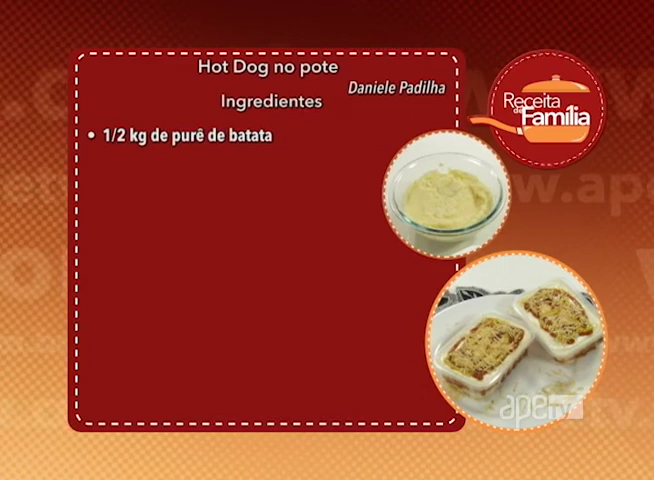 Hot Dog no pote
Daniele Padilha
Ingredientes
• 1/2 kg de purê de batata
Receita
de Família
apetv